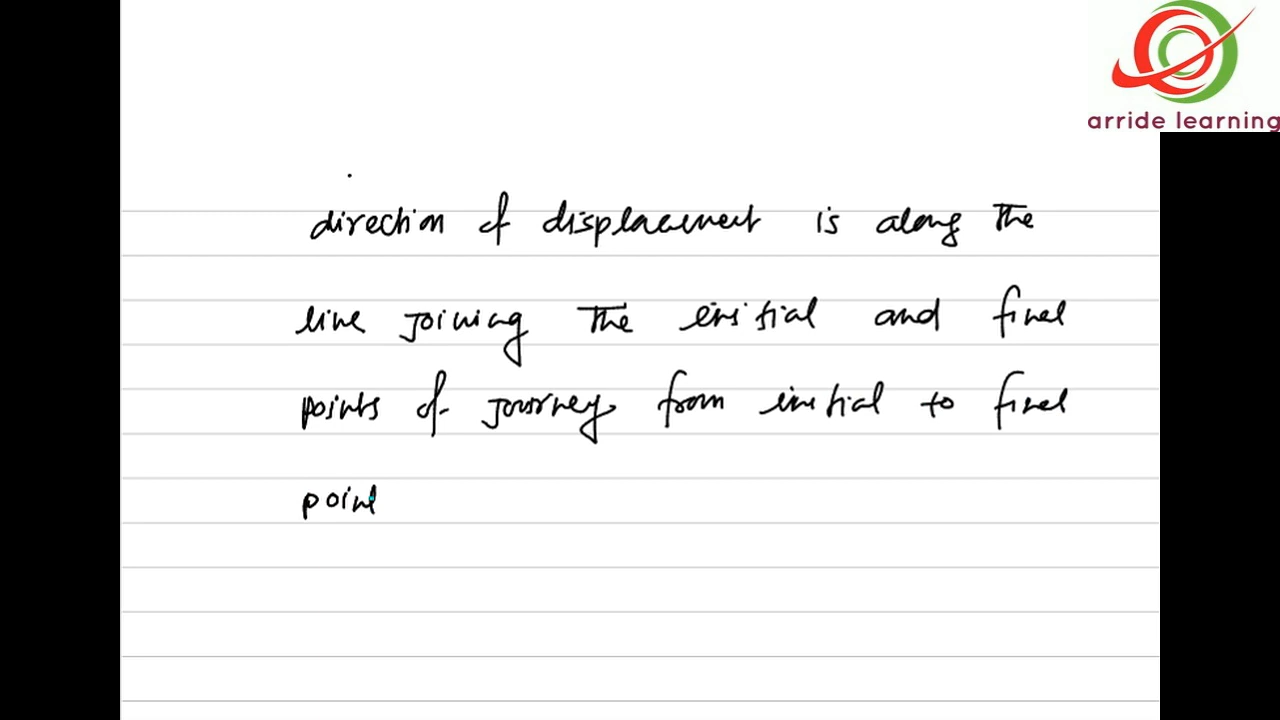 arride learning
direction of displacement is along the
line joining the initial and final
points of journey from initial to final
point